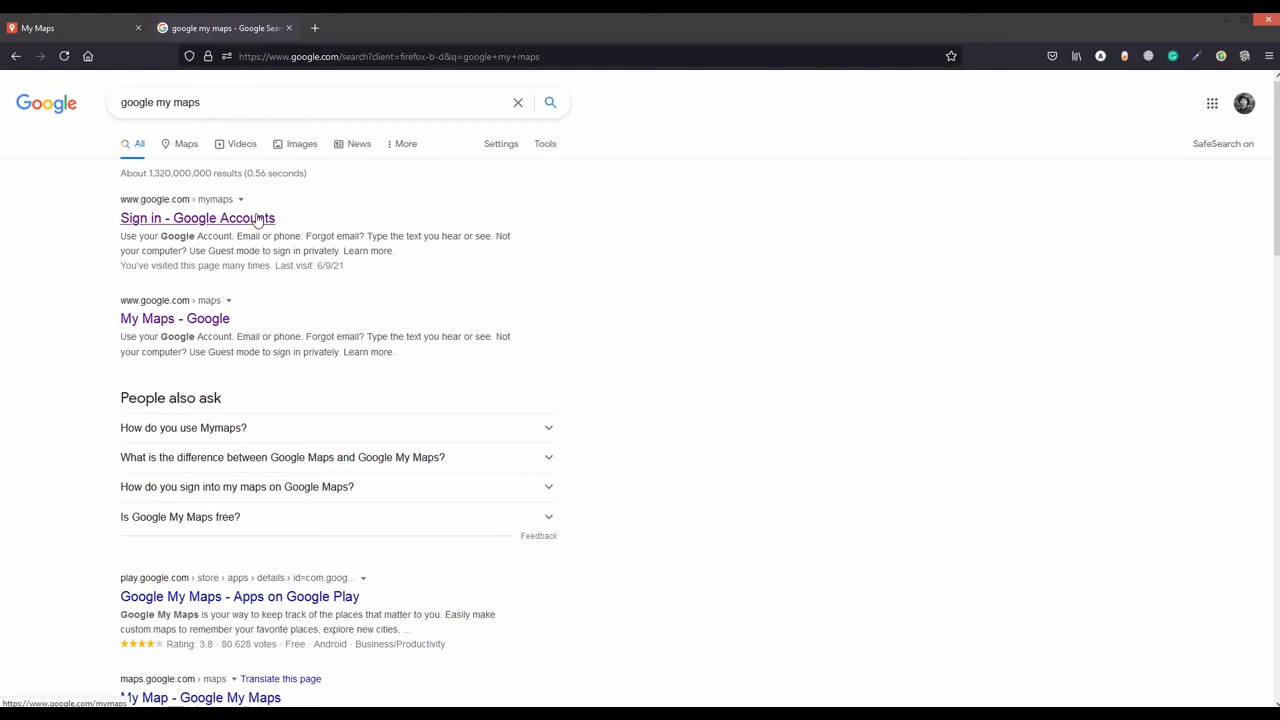 My Maps
google my maps - Google Sear
https://www.google.com/search?client=firefox-b-d&q=google+my+maps
Google
google my maps
All
Maps
Videos
Images
News
More
Settings
Tools
SafeSearch on
About 1,320,000,000 results (0.56 seconds)
www.google.com › mymaps
Sign in - Google Accounts
Use your Google Account. Email or phone. Forgot email? Type the text you hear or see. Not
your computer? Use Guest mode to sign in privately. Learn more.
You've visited this page many times. Last visit: 6/9/21
www.google.com › maps
My Maps - Google
Use your Google Account. Email or phone. Forgot email? Type the text you hear or see. Not
your computer? Use Guest mode to sign in privately. Learn more.
People also ask
How do you use Mymaps?
What is the difference between Google Maps and Google My Maps?
How do you sign into my maps on Google Maps?
Is Google My Maps free?
Feedback
play.google.com › store › apps › details › id=com.goog...
Google My Maps - Apps on Google Play
Google My Maps is your way to keep track of the places that matter to you. Easily make
custom maps to remember your favorite places, explore new cities, ...
Rating: 3.8 · 80,628 votes · Free · Android · Business/Productivity
maps.google.com › maps Translate this page
My Map - Google My Maps
https://www.google.com/mymaps